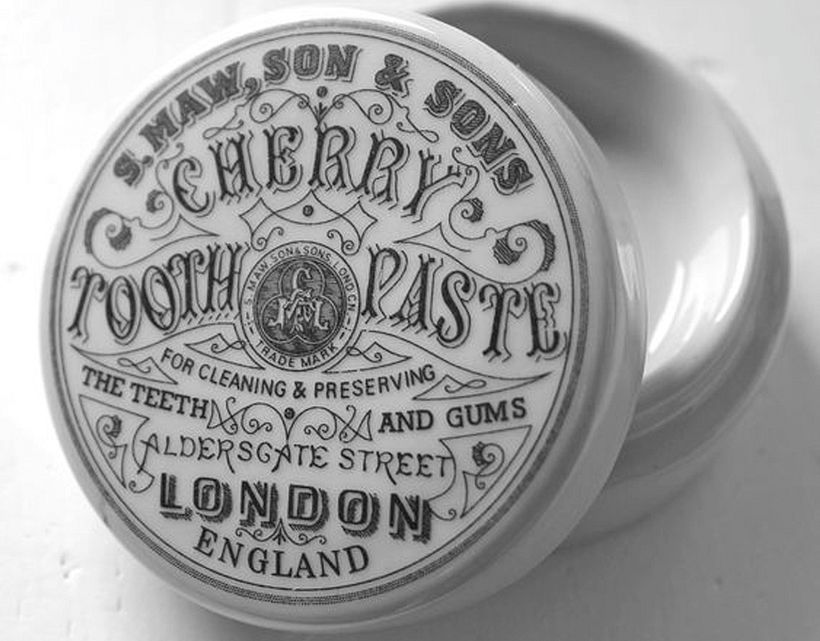 S. MAW, SON & SONS
CHERRY
TOOTH PASTE
S. MAW. SON & SONS. LONDON.
TRADE MARK
FOR CLEANING & PRESERVING
THE TEETH AND GUMS
ALDERSGATE STREET
LONDON
ENGLAND